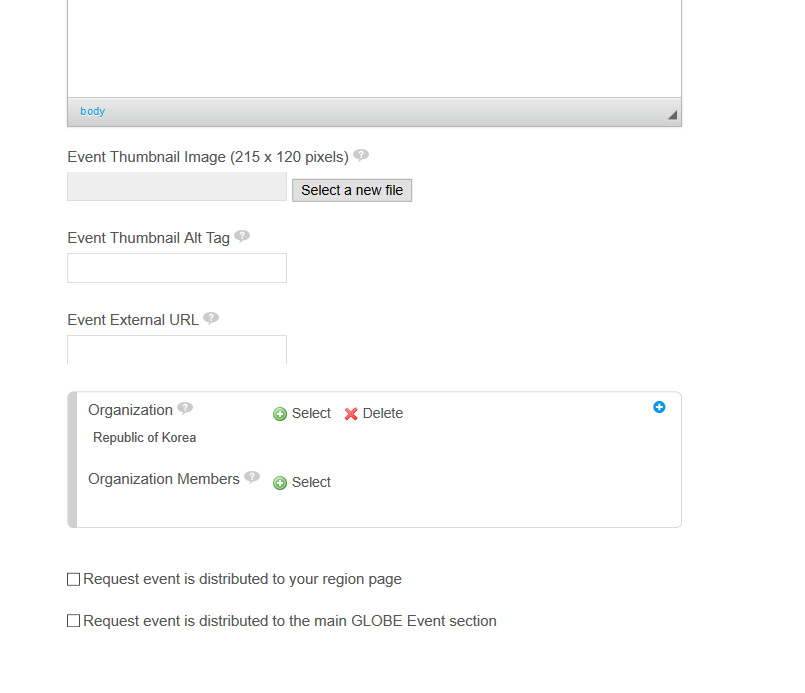 body
Event Thumbnail Image (215 x 120 pixels) ?
Select a new file
Event Thumbnail Alt Tag ?
Event External URL ?
Organization ? Select Delete
Republic of Korea
Organization Members ? Select
Request event is distributed to your region page
Request event is distributed to the main GLOBE Event section